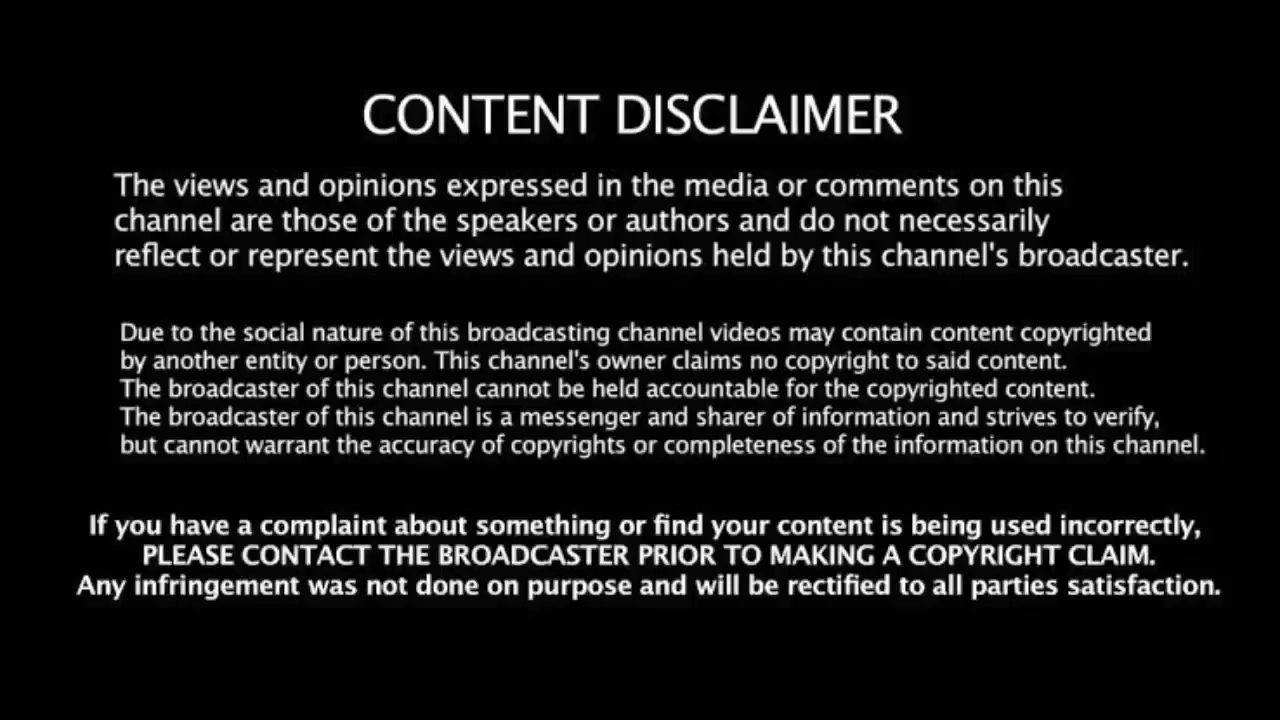 CONTENT DISCLAIMER
The views and opinions expressed in the media or comments on this
channel are those of the speakers or authors and do not necessarily
reflect or represent the views and opinions held by this channel's broadcaster.
Due to the social nature of this broadcasting channel videos may contain content copyrighted
by another entity or person. This channel's owner claims no copyright to said content.
The broadcaster of this channel cannot be held accountable for the copyrighted content.
The broadcaster of this channel is a messenger and sharer of information and strives to verify,
but cannot warrant the accuracy of copyrights or completeness of the information on this channel.
If you have a complaint about something or find your content is being used incorrectly,
PLEASE CONTACT THE BROADCASTER PRIOR TO MAKING A COPYRIGHT CLAIM.
Any infringement was not done on purpose and will be rectified to all parties satisfaction.